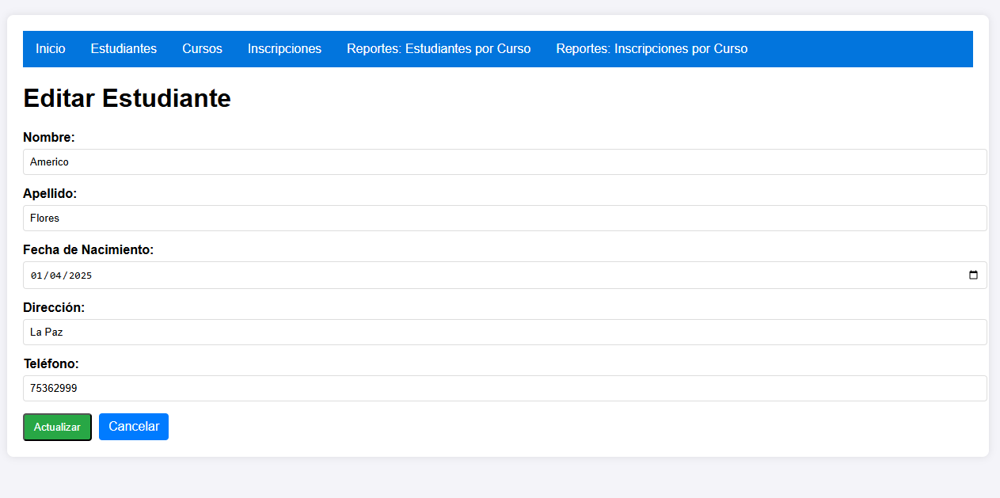 Inicio Estudiantes Cursos Inscripciones Reportes: Estudiantes por Curso Reportes: Inscripciones por Curso
Editar Estudiante
Nombre:
Americo
Apellido:
Flores
Fecha de Nacimiento:
01/04/2025
Dirección:
La Paz
Teléfono:
75362999
Actualizar Cancelar